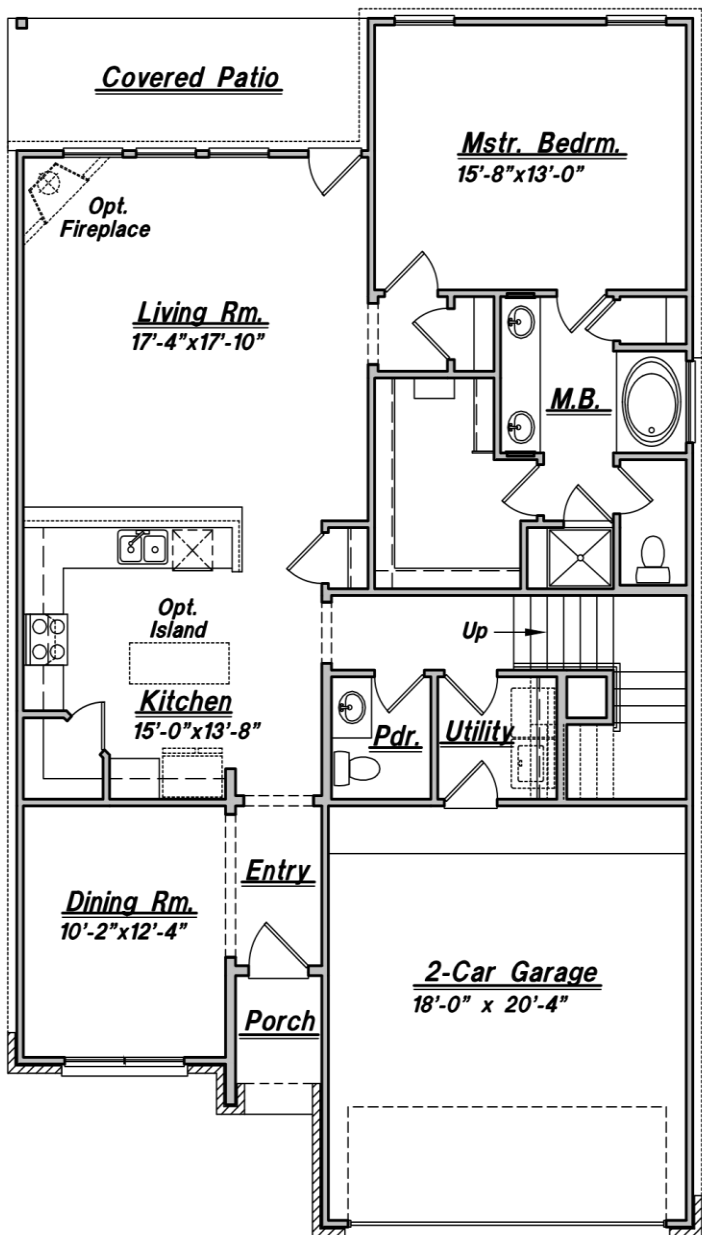 Covered Patio
Mstr. Bedrm.
15'-8"x13'-0"
Opt.
Fireplace
Living Rm.
17'-4"x17'-10"
M.B.
Opt.
Island
Up
Kitchen
15'-0"x13'-8"
Pdr.
Utility
Entry
Dining Rm.
10'-2"x12'-4"
2-Car Garage
18'-0" x 20'-4"
Porch